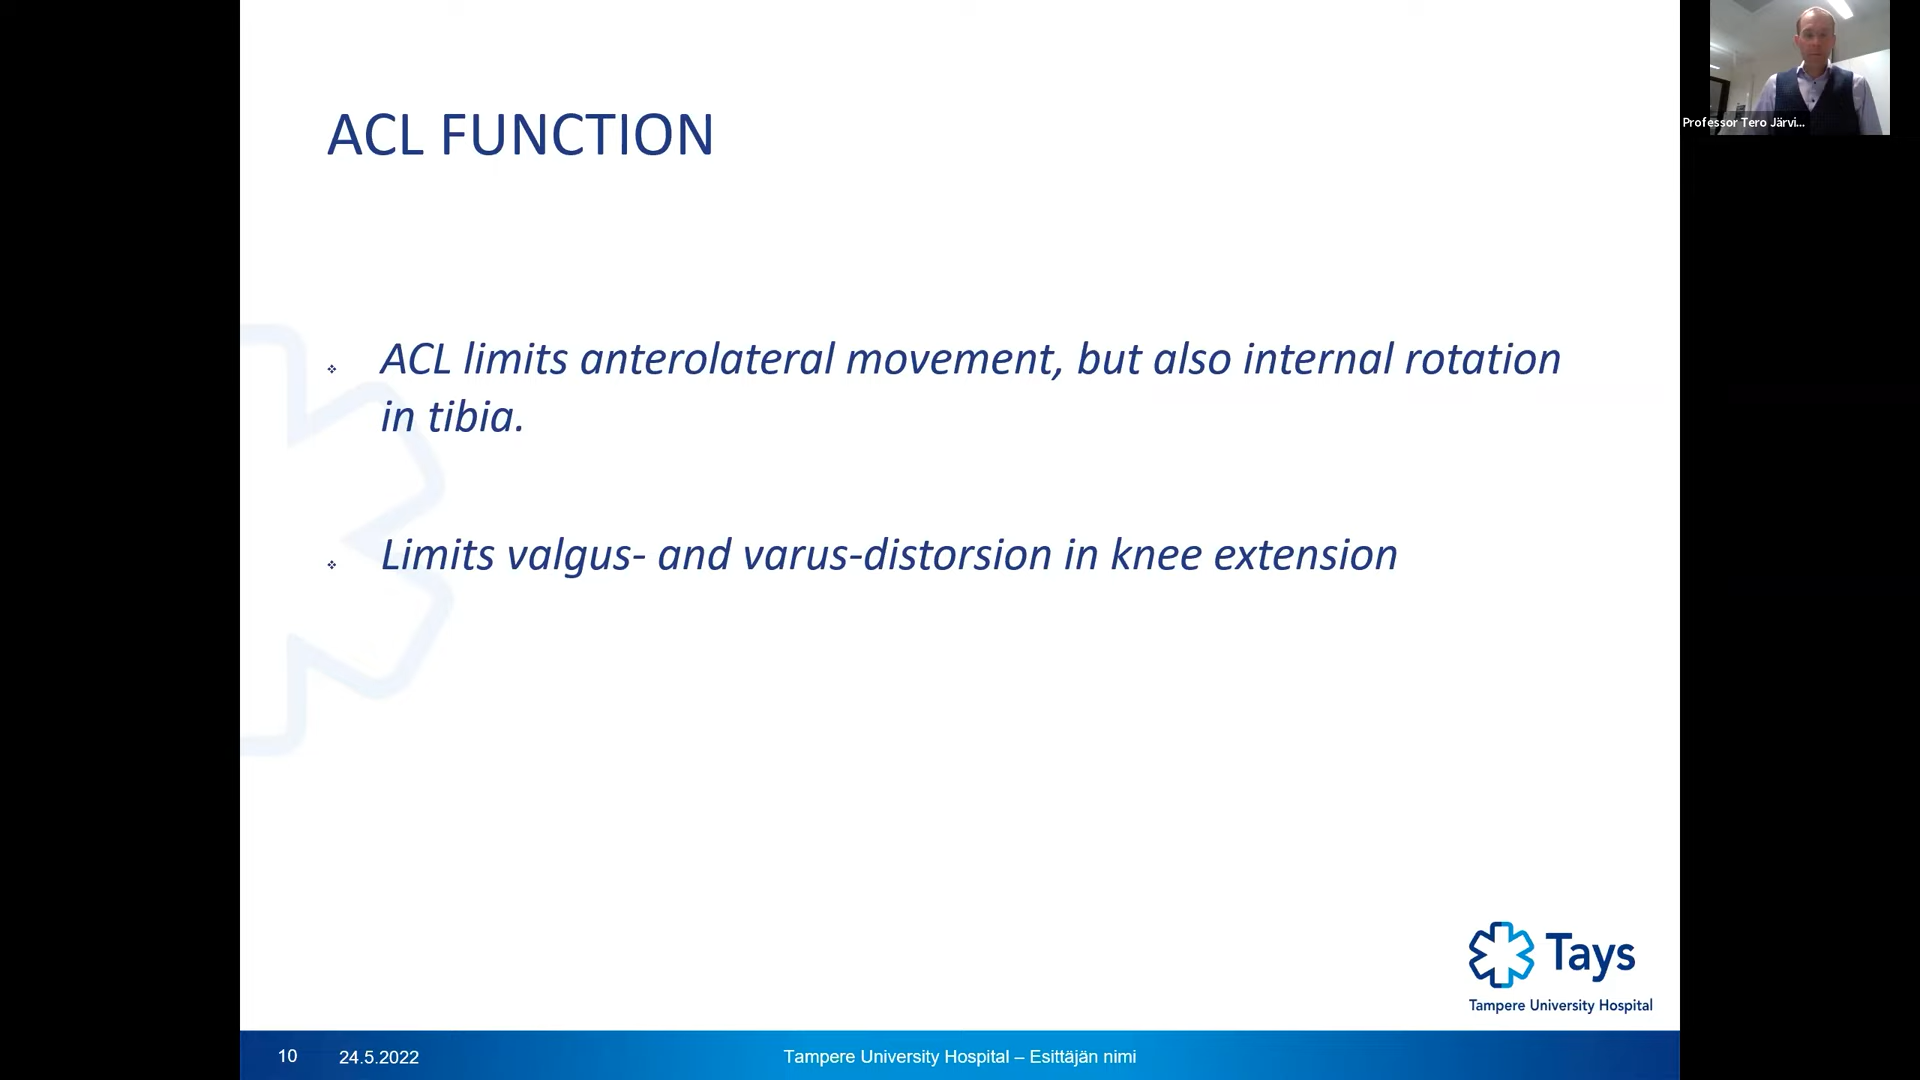 ACL FUNCTION
Professor Tero Järvi...
❖ ACL limits anterolateral movement, but also internal rotation
in tibia.
❖ Limits valgus- and varus-distorsion in knee extension
Tays
Tampere University Hospital
10 24.5.2022 Tampere University Hospital – Esittäjän nimi